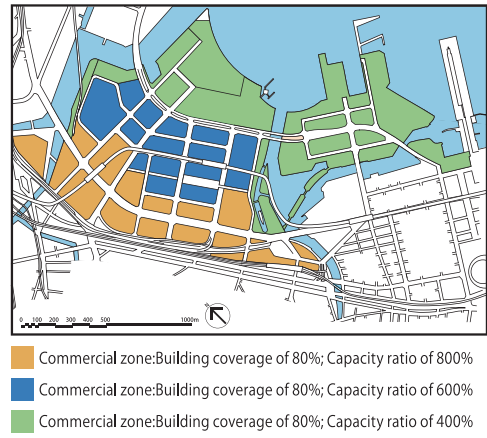 0 100 200 300 400 500 1000m
Commercial zone:Building coverage of 80%; Capacity ratio of 800%
Commercial zone:Building coverage of 80%; Capacity ratio of 600%
Commercial zone:Building coverage of 80%; Capacity ratio of 400%